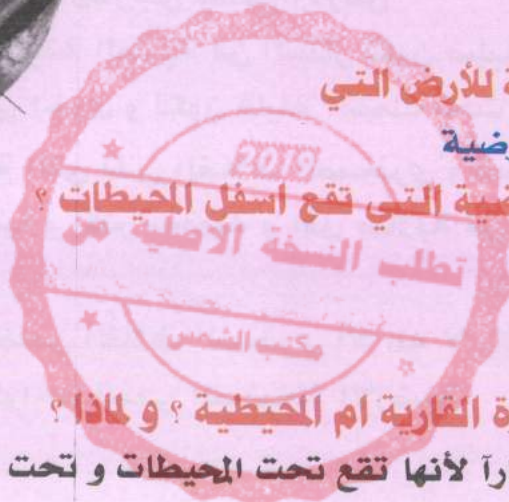 ة للأرض التي
رضية
2019
ضية التي تقع اسفل المحيطات ؟
تطلب النسخة الاصلية من
مكتب الشمس
ة القارية ام المحيطية ؟ و لماذا ؟
رآ لأنها تقع تحت المحيطات و تحت